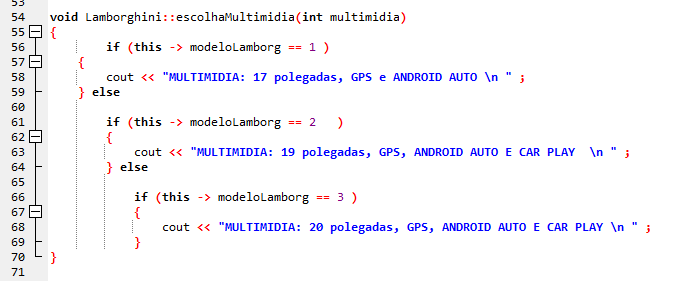 53
54 void Lamborghini::escolhaMultimidia(int multimidia)
55 {
56 if (this -> modeloLamborg == 1 )
57 {
58 cout << "MULTIMIDIA: 17 polegadas, GPS e ANDROID AUTO \n " ;
59 } else
60
61 if (this -> modeloLamborg == 2 )
62 {
63 cout << "MULTIMIDIA: 19 polegadas, GPS, ANDROID AUTO E CAR PLAY \n " ;
64 } else
65
66 if (this -> modeloLamborg == 3 )
67 {
68 cout << "MULTIMIDIA: 20 polegadas, GPS, ANDROID AUTO E CAR PLAY \n " ;
69 }
70 }
71